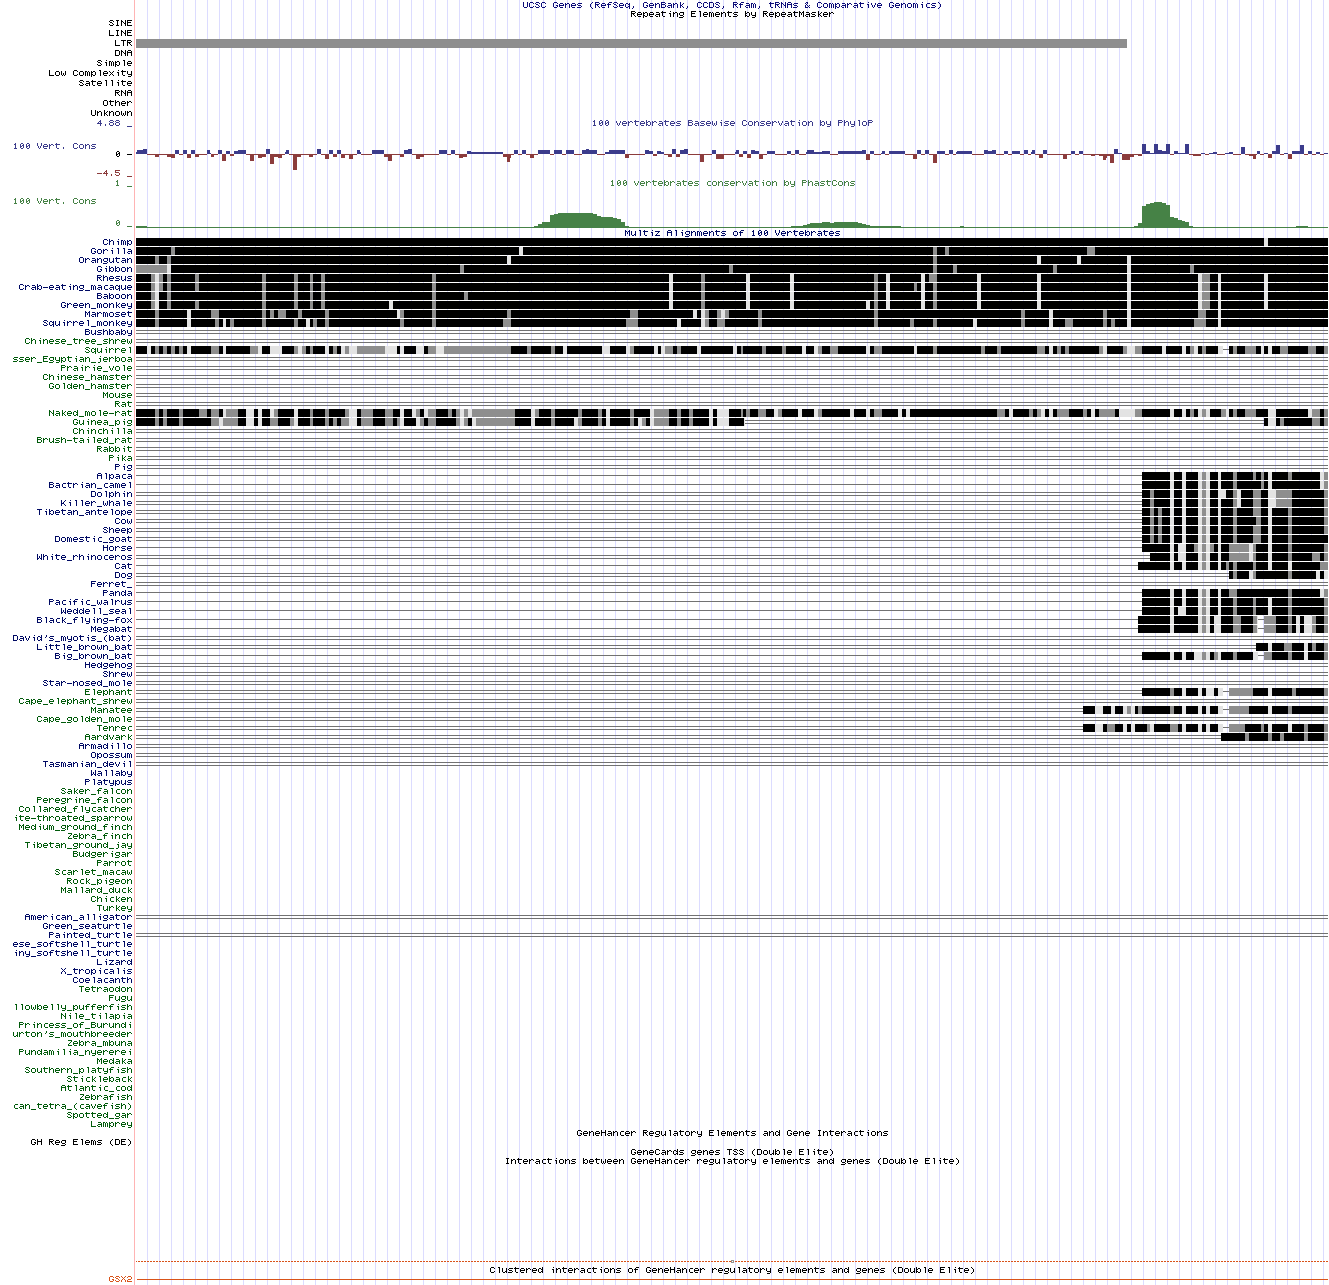 UCSC Genes (RefSeq, GenBank, CCDS, Rfam, tRNAs & Comparative Genomics)
Repeating Elements by RepeatMasker
SINE
LINE
LTR
DNA
Simple
Low Complexity
Satellite
RNA
Other
Unknown
4.88 _
100 vertebrates Basewise Conservation by PhyloP
100 Vert. Cons
0 -
-4.5 _
1 _
100 vertebrates conservation by PhastCons
100 Vert. Cons
0 _
Multiz Alignments of 100 Vertebrates
Chimp
Gorilla
Orangutan
Gibbon
Rhesus
Crab-eating_macaque
Baboon
Green_monkey
Marmoset
Squirrel_monkey
Bushbaby
Chinese_tree_shrew
Squirrel
sser_Egyptian_jerboa
Prairie_vole
Chinese_hamster
Golden_hamster
Mouse
Rat
Naked_mole-rat
Guinea_pig
Chinchilla
Brush-tailed_rat
Rabbit
Pika
Pig
Alpaca
Bactrian_camel
Dolphin
Killer_whale
Tibetan_antelope
Cow
Sheep
Domestic_goat
Horse
White_rhinoceros
Cat
Dog
Ferret_
Panda
Pacific_walrus
Weddell_seal
Black_flying-fox
Megabat
David's_myotis_(bat)
Little_brown_bat
Big_brown_bat
Hedgehog
Shrew
Star-nosed_mole
Elephant
Cape_elephant_shrew
Manatee
Cape_golden_mole
Tenrec
Aardvark
Armadillo
Opossum
Tasmanian_devil
Wallaby
Platypus
Saker_falcon
Peregrine_falcon
Collared_flycatcher
ite-throated_sparrow
Medium_ground_finch
Zebra_finch
Tibetan_ground_jay
Budgerigar
Parrot
Scarlet_macaw
Rock_pigeon
Mallard_duck
Chicken
Turkey
American_alligator
Green_seaturtle
Painted_turtle
ese_softshell_turtle
iny_softshell_turtle
Lizard
X_tropicalis
Coelacanth
Tetraodon
Fugu
llowbelly_pufferfish
Nile_tilapia
Princess_of_Burundi
urton's_mouthbreeder
Zebra_mbuna
Pundamilia_nyererei
Medaka
Southern_platyfish
Stickleback
Atlantic_cod
Zebrafish
can_tetra_(cavefish)
Spotted_gar
Lamprey
GeneHancer Regulatory Elements and Gene Interactions
GH Reg Elems (DE)
GeneCards genes TSS (Double Elite)
Interactions between GeneHancer regulatory elements and genes (Double Elite)
Clustered interactions of GeneHancer regulatory elements and genes (Double Elite)
GSX2